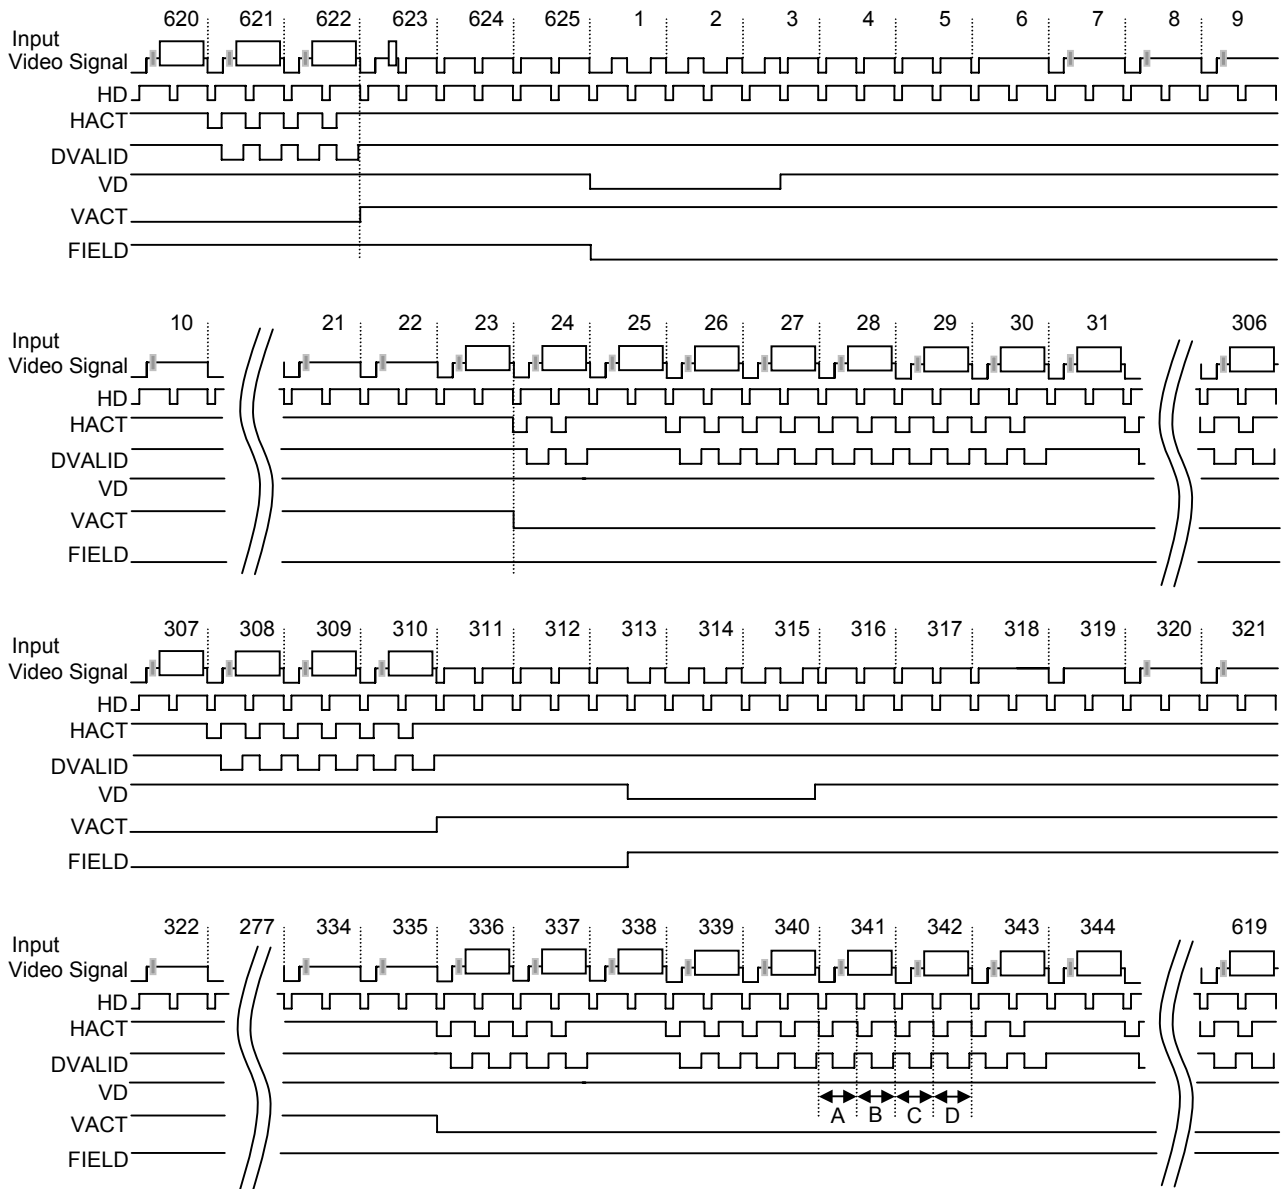 620 621 622 623 624 625 1 2 3 4 5 6 7 8 9
Input
Video Signal
HD
HACT
DVALID
VD
VACT
FIELD
10 21 22 23 24 25 26 27 28 29 30 31 306
Input
Video Signal
HD
HACT
DVALID
VD
VACT
FIELD
307 308 309 310 311 312 313 314 315 316 317 318 319 320 321
Input
Video Signal
HD
HACT
DVALID
VD
VACT
FIELD
322 277 334 335 336 337 338 339 340 341 342 343 344 619
Input
Video Signal
HD
HACT
DVALID
VD
A B C D
VACT
FIELD